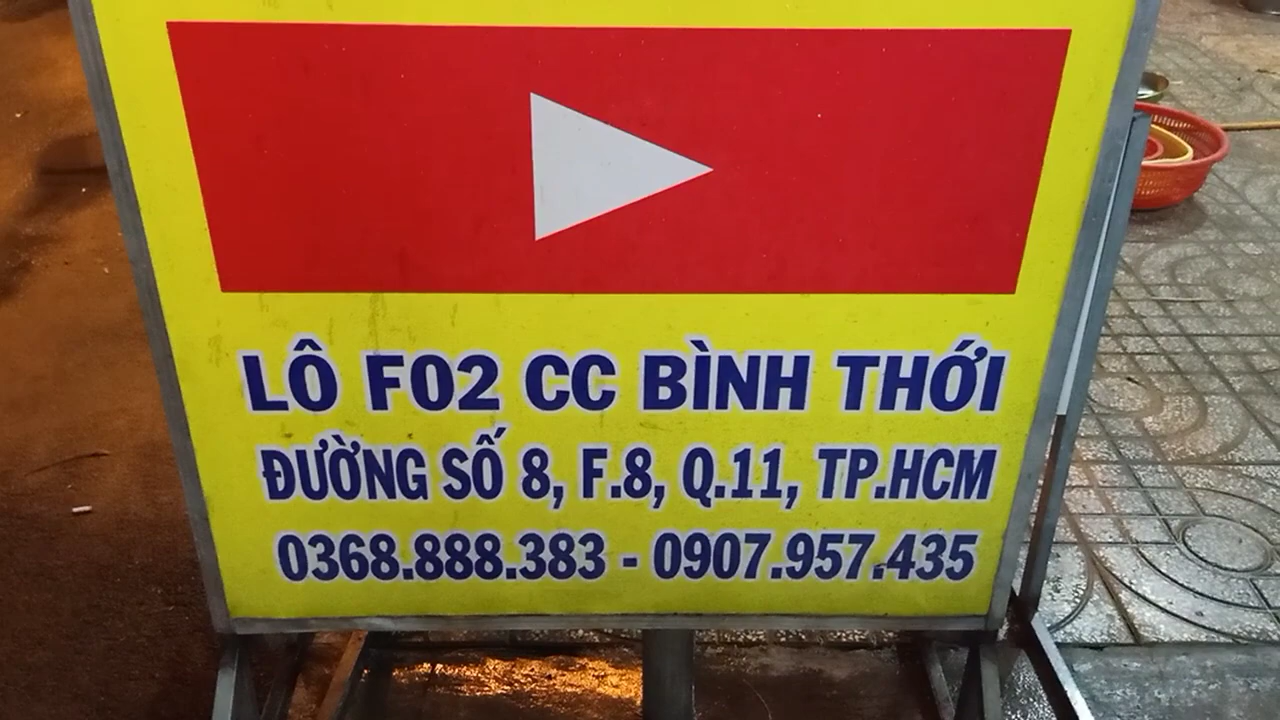 LÔ F02 CC BÌNH THỚI
ĐƯỜNG SỐ 8, F.8, Q.11, TP.HCM
0368.888.383 - 0907.957.435